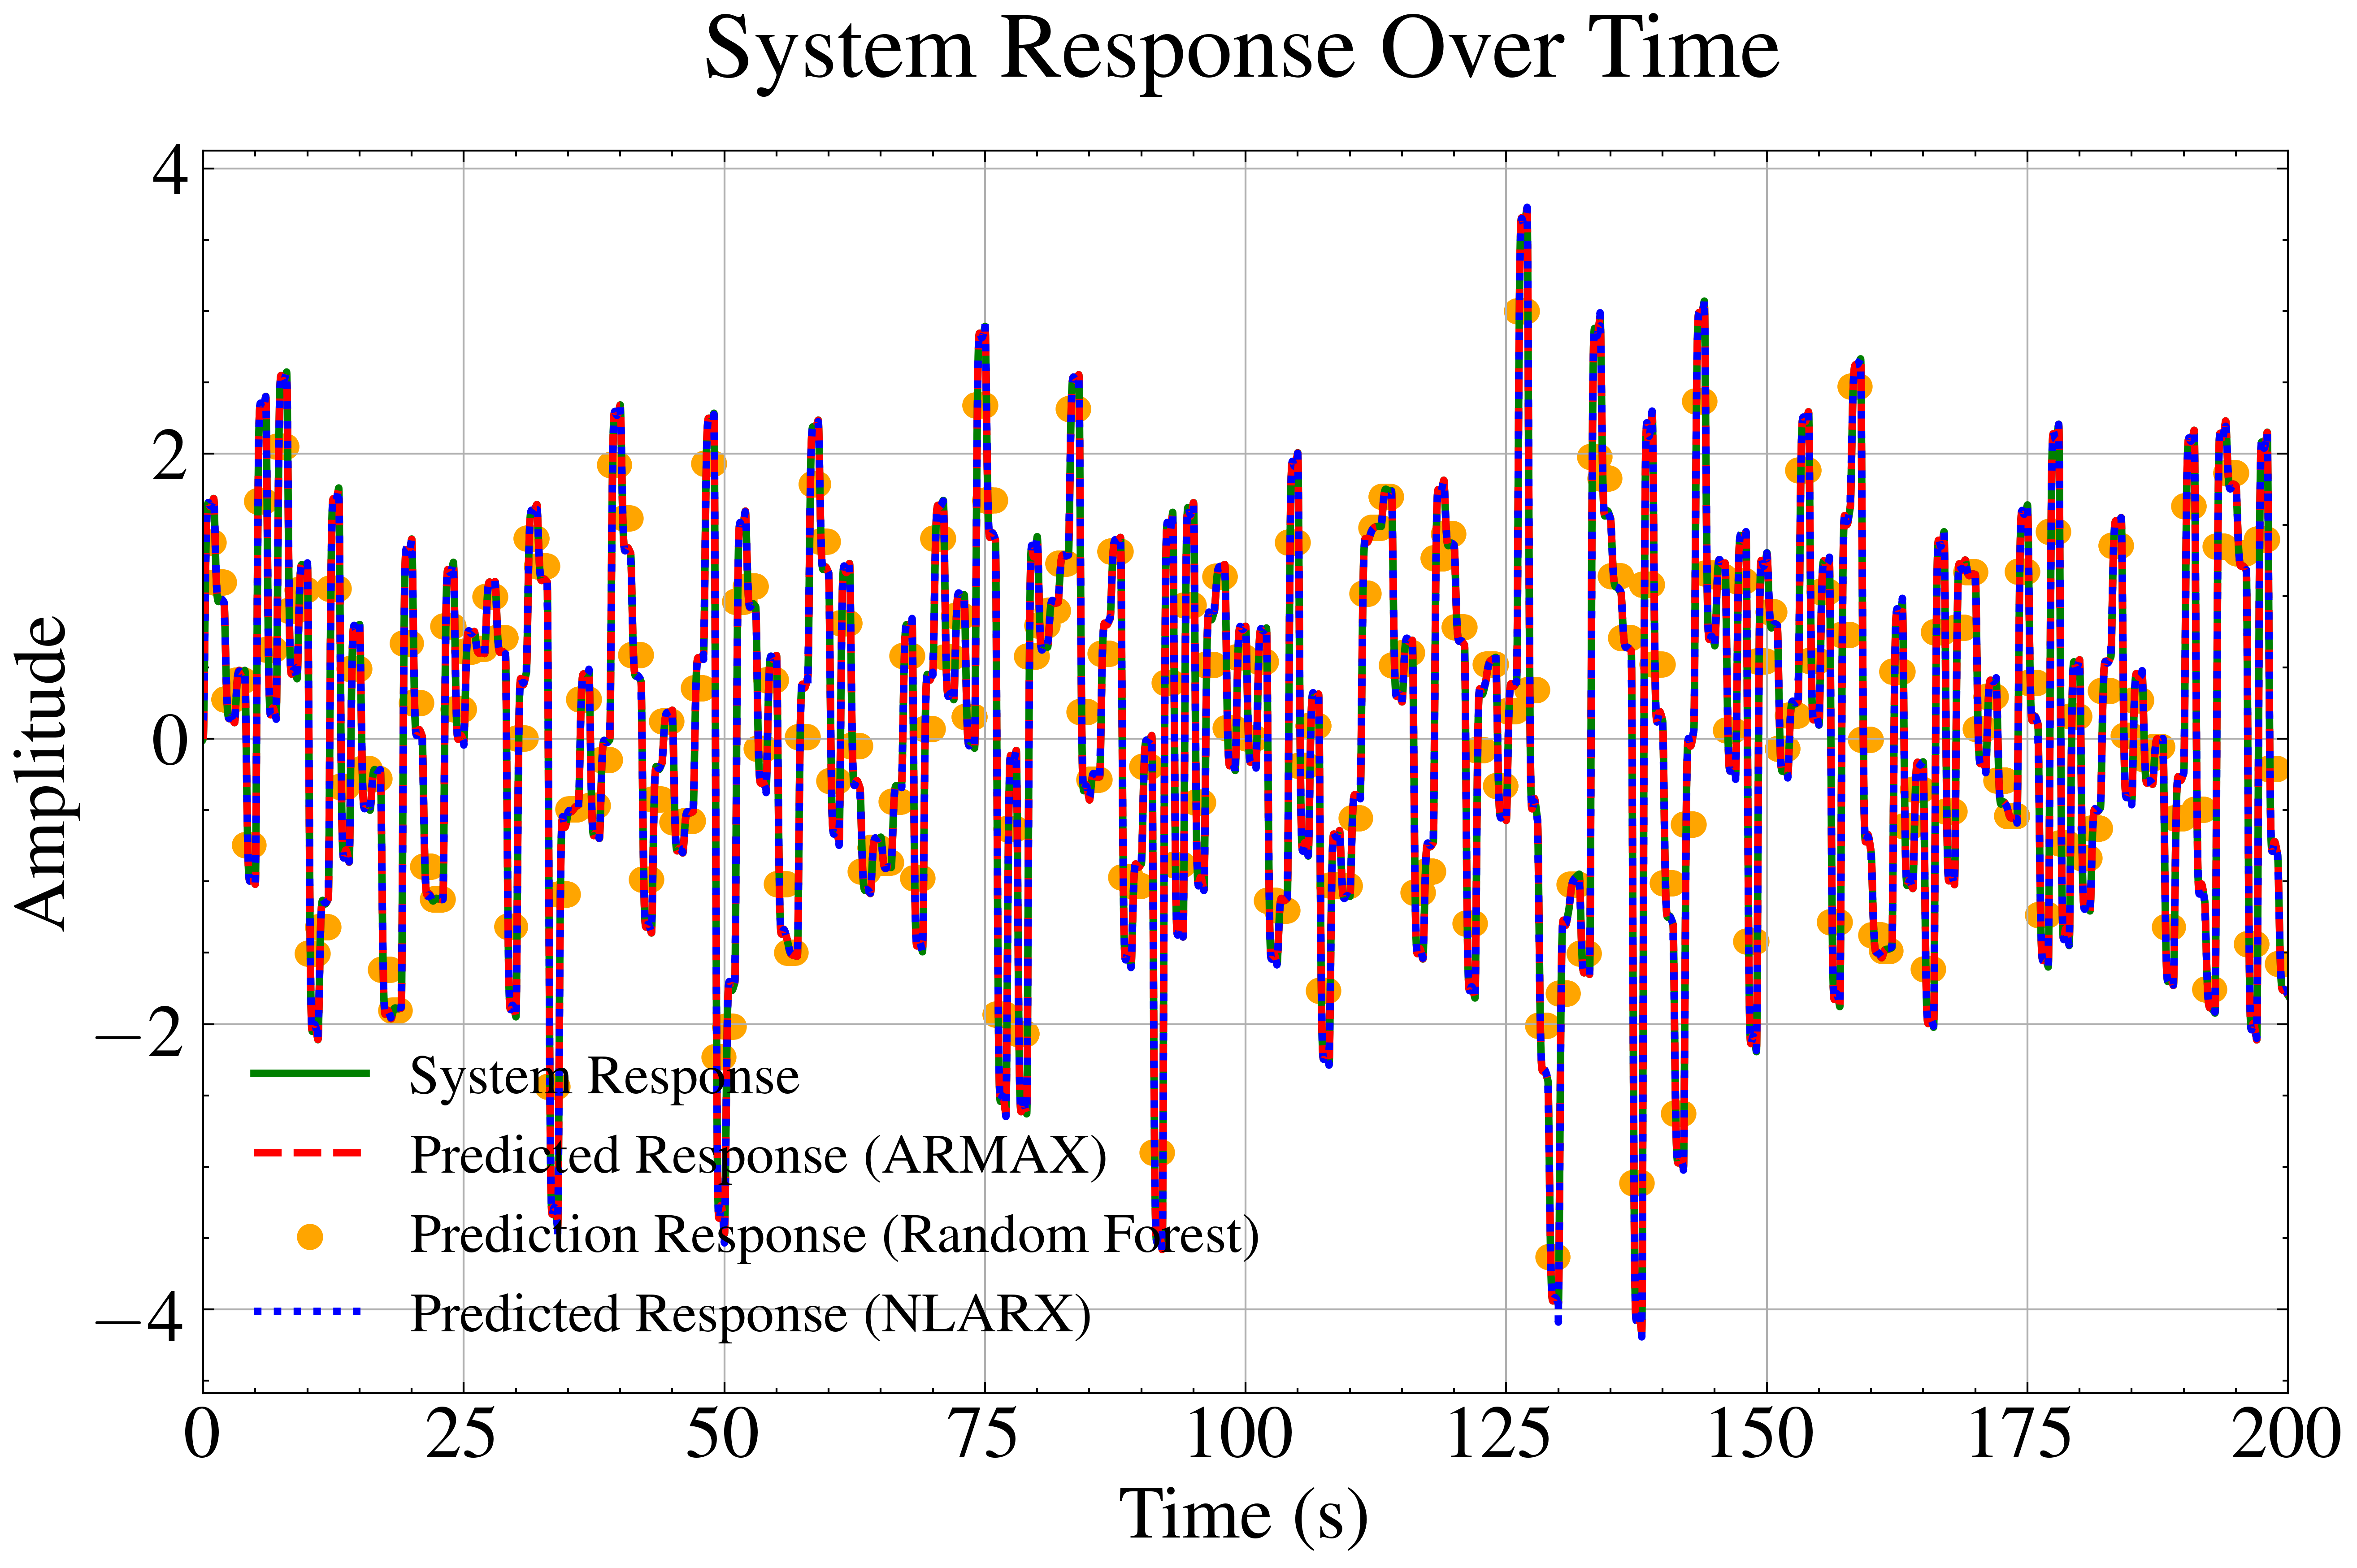 System Response Over Time
4
2
0
−2
−4
Amplitude
System Response
Predicted Response (ARMAX)
Prediction Response (Random Forest)
Predicted Response (NLARX)
0 25 50 75 100 125 150 175 200
Time (s)